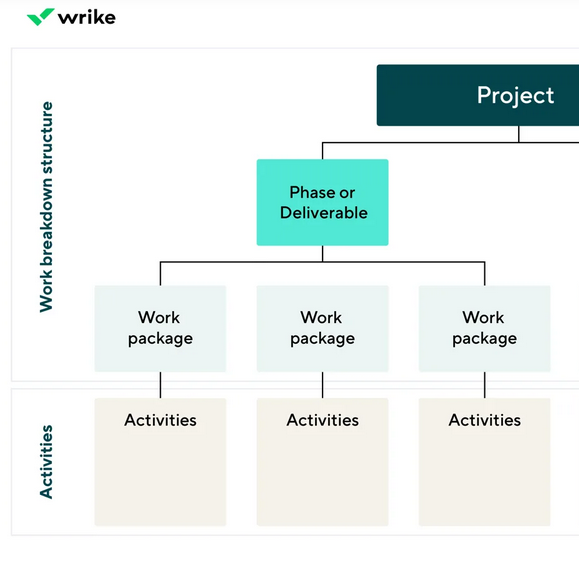 wrike
Work breakdown structure
Project
Phase or
Deliverable
Work
package
Work
package
Work
package
Activities
Activities
Activities
Activities